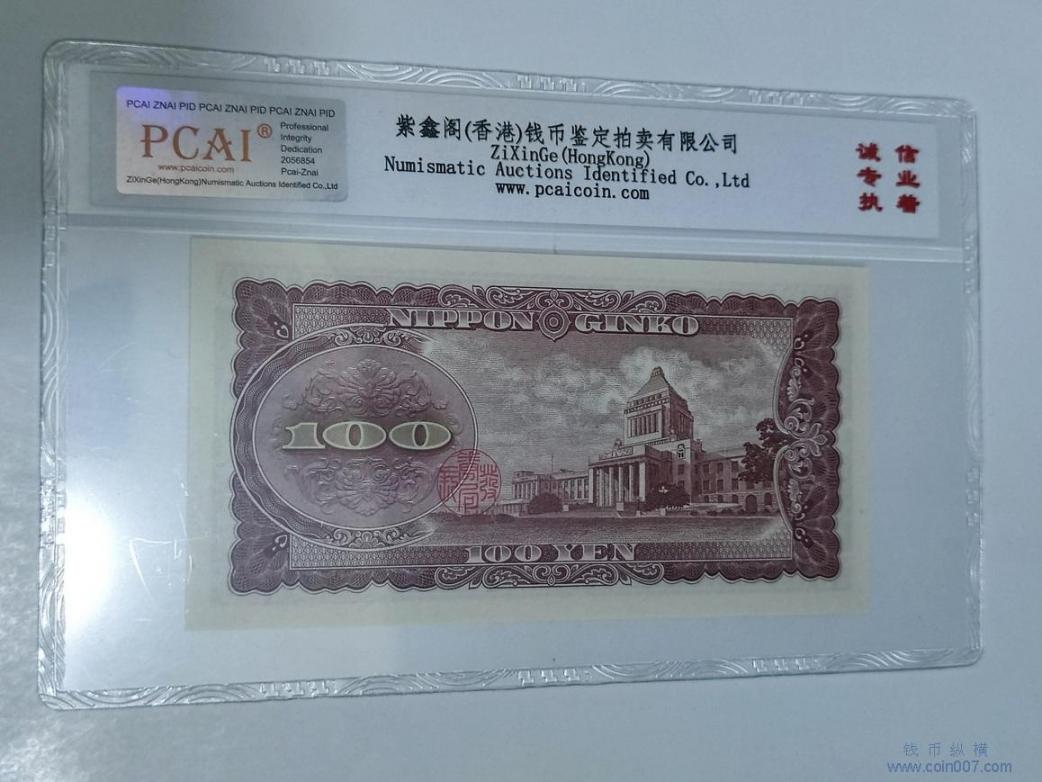 PCAI ZNAI PID PCAI ZNAI PID PCAI ZNAI PID
PCAI®
www.pcaicoin.com
Professional
Integrity
Dedication
2056854
Pcai-Znai
ZiXinGe(HongKong)Numismatic Auctions Identified Co.,Ltd
紫鑫阁(香港)钱币鉴定拍卖有限公司
ZiXinGe(HongKong)
Numismatic Auctions Identified Co.,Ltd
www.pcaicoin.com
诚信
专业
执着
NIPPON GINKO
100
100 YEN
钱币纵横
www.coin007.com